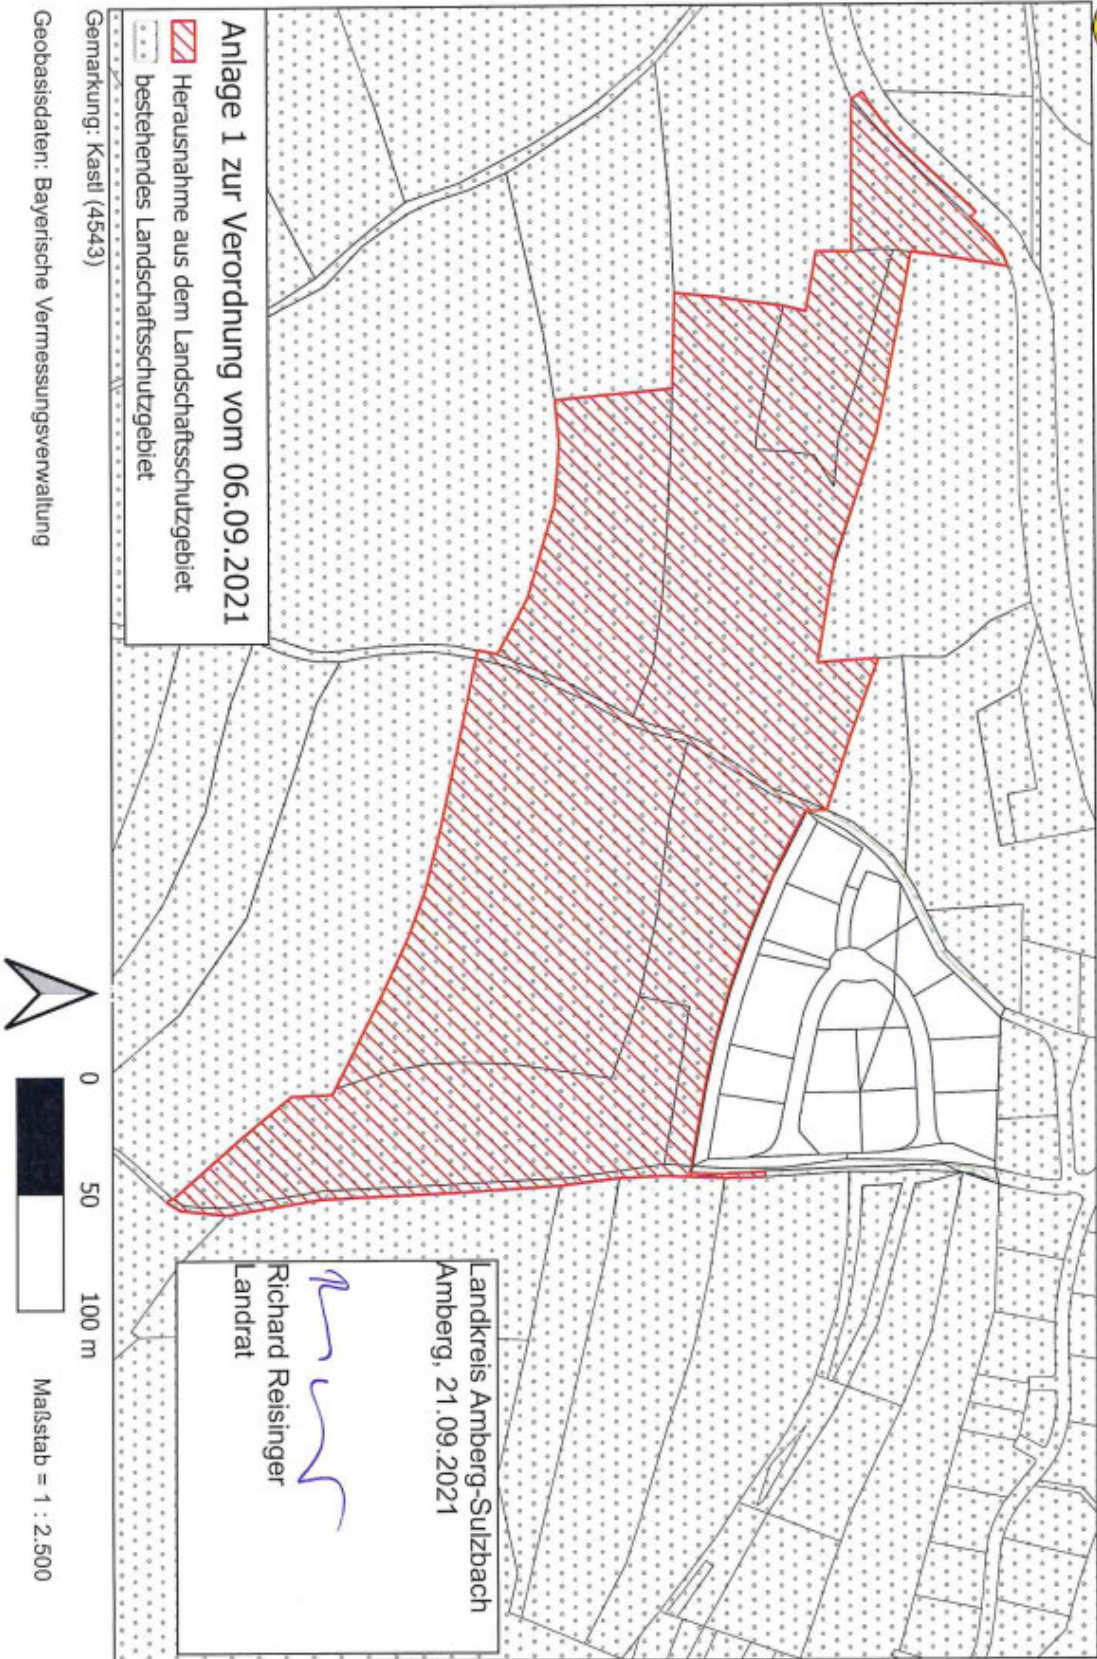 Anlage 1 zur Verordnung vom 06.09.2021
Herausnahme aus dem Landschaftsschutzgebiet
bestehendes Landschaftsschutzgebiet
Gemarkung: Kastl (4543)
Geobasisdaten: Bayerische Vermessungsverwaltung
0 50 100 m
Maßstab = 1 : 2.500
Landkreis Amberg-Sulzbach
Amberg, 21.09.2021
Richard Reisinger
Landrat